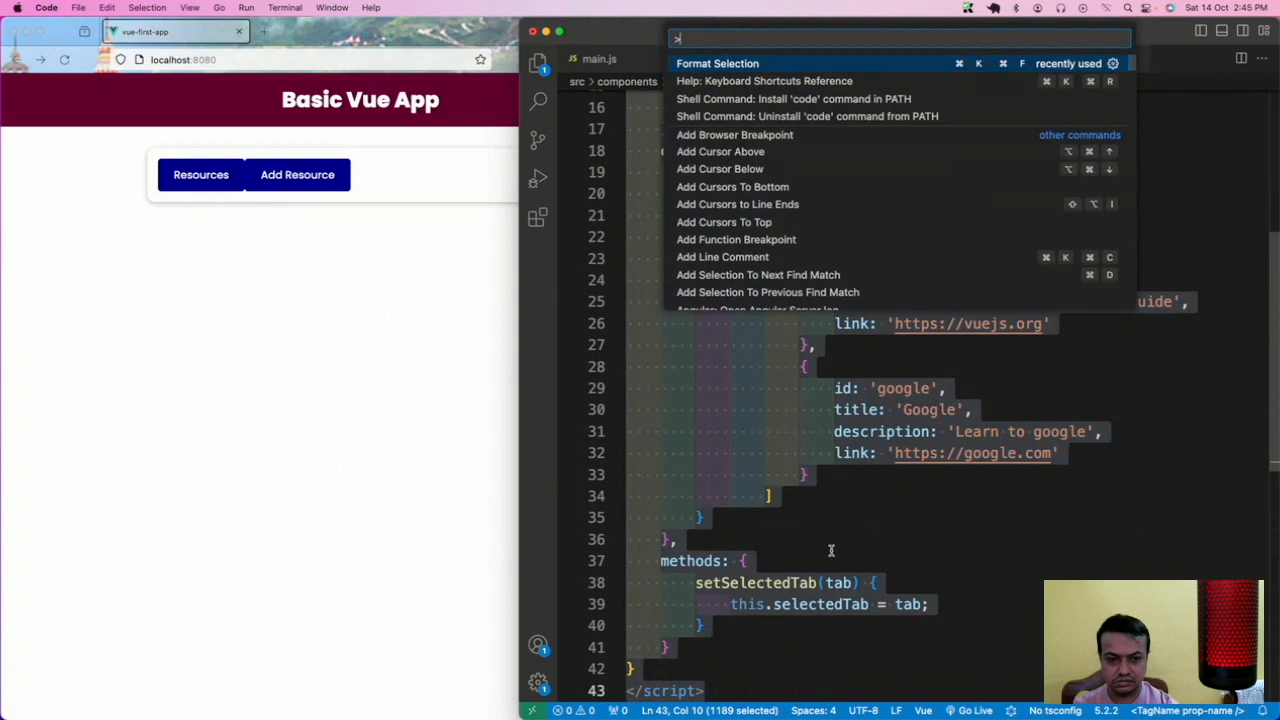 Code File Edit Selection View Go Run Terminal Window Help
Sat 14 Oct 2:45 PM
vue-first-app
localhost:8080
Basic Vue App
Resources Add Resource
>
Format Selection ⌘ K ⌘ F recently used
Help: Keyboard Shortcuts Reference ⌘ K ⌘ R
Shell Command: Install 'code' command in PATH
Shell Command: Uninstall 'code' command from PATH
Add Browser Breakpoint other commands
Add Cursor Above ⌥ ⌘ ↑
Add Cursor Below ⌥ ⌘ ↓
Add Cursors To Bottom
Add Cursors to Line Ends ⇧ ⌥ I
Add Cursors To Top
Add Function Breakpoint
Add Line Comment ⌘ K ⌘ C
Add Selection To Next Find Match ⌘ D
Add Selection To Previous Find Match
Angular: Open Angular Server log
main.js
src > components
16
17
18
19
20
21
22
23
24
25 uide',
26 link: 'https://vuejs.org'
27 },
28 {
29 id: 'google',
30 title: 'Google',
31 description: 'Learn to google',
32 link: 'https://google.com'
33 }
34 ]
35 }
36 },
37 methods: {
38 setSelectedTab(tab) {
39 this.selectedTab = tab;
40 }
41 }
42 }
43 </script>
0 0 0 Ln 43, Col 10 (1189 selected) Spaces: 4 UTF-8 LF Vue Go Live No tsconfig 5.2.2 <TagName prop-name/>